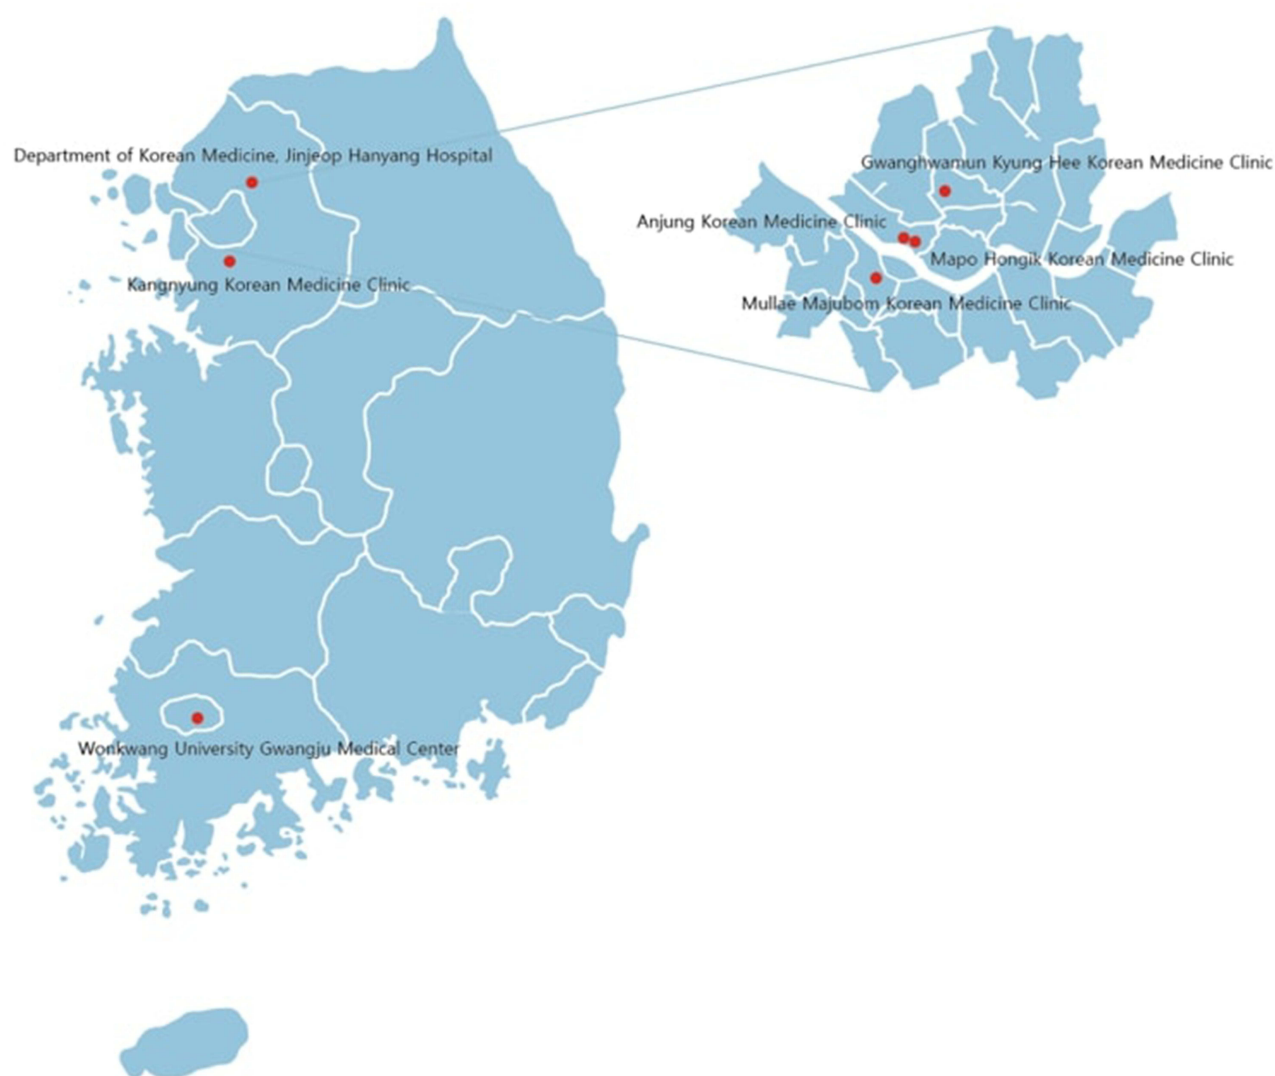 Department of Korean Medicine, Jinjeop Hanyang Hospital
Kangnyung Korean Medicine Clinic
Wonkwang University Gwangju Medical Center
Gwanghwamun Kyung Hee Korean Medicine Clinic
Anjung Korean Medicine Clinic
Mapo Hongik Korean Medicine Clinic
Mullae Majubom Korean Medicine Clinic